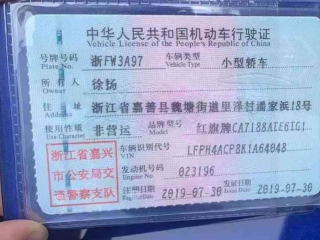 中华人民共和国机动车行驶证
Vehicle License of the People's Republic of China
号牌号码 浙FW3A97 车辆类型 小型轿车
Plate No. Vehicle Type
所有人 徐扬
Owner
住址 浙江省嘉善县魏塘街道里泽村潘家浜18号
Address
使用性质 非营运 品牌型号 红旗牌CA7188ATE6TG1
Use Character
浙江省嘉兴市公安局交通警察支队
车辆识别代号 LFPH4ACP8K1A64048
VIN
发动机号码 023196
Engine No.
注册日期 2019-07-30 发证日期 2019-07-30
Register Date Issue Date